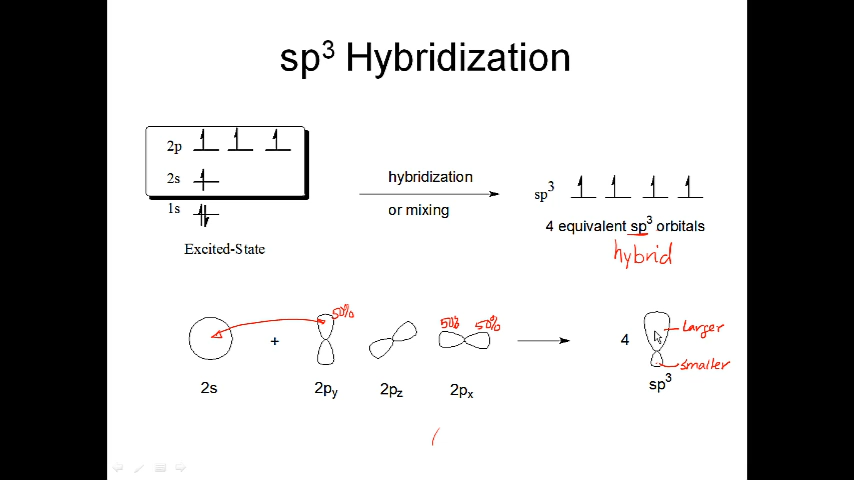 sp³ Hybridization
2p
2s
1s
Excited-State
hybridization
or mixing
sp³
4 equivalent sp³ orbitals
hybrid
50%
50% 50%
+
4
Larger
smaller
2s
2py
2pz
2px
sp³